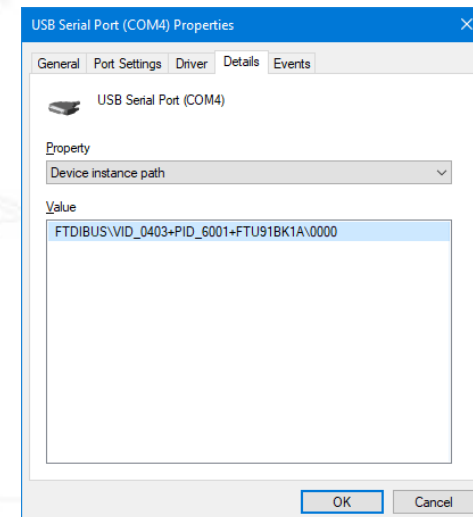 USB Serial Port (COM4) Properties
General Port Settings Driver Details Events
USB Serial Port (COM4)
Property
Device instance path
Value
FTDIBUS\VID_0403+PID_6001+FTU91BK1A\0000
OK Cancel